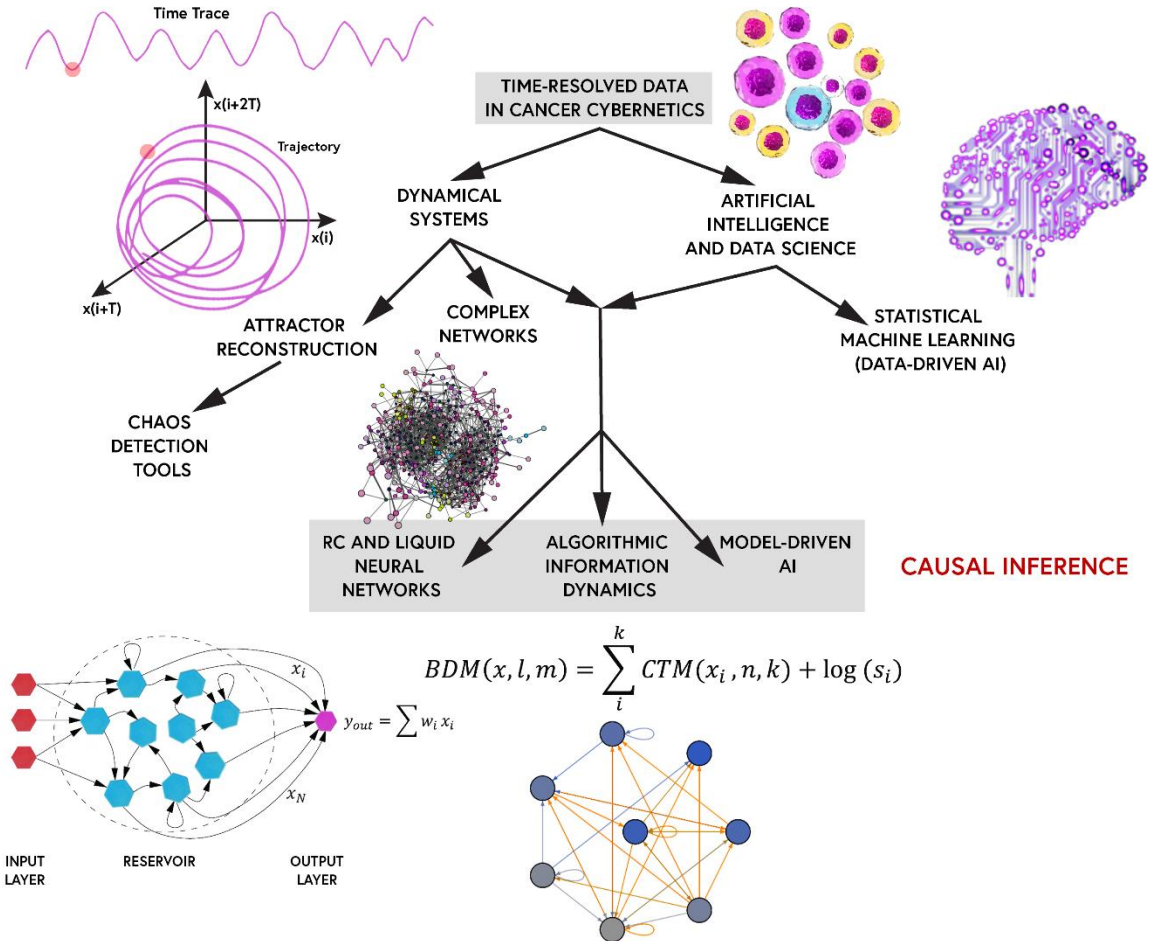 Time Trace
x(i+2T)
Trajectory
x(i)
x(i+T)
TIME-RESOLVED DATA
IN CANCER CYBERNETICS
DYNAMICAL
SYSTEMS
ARTIFICIAL
INTELLIGENCE
AND DATA SCIENCE
ATTRACTOR
RECONSTRUCTION
COMPLEX
NETWORKS
STATISTICAL
MACHINE LEARNING
(DATA-DRIVEN AI)
CHAOS
DETECTION
TOOLS
RC AND LIQUID
NEURAL
NETWORKS
ALGORITHMIC
INFORMATION
DYNAMICS
MODEL-DRIVEN
AI
CAUSAL INFERENCE
BDM(x, l, m) = ∑_i^k CTM(x_i, n, k) + log (s_i)
x_i
y_out = ∑ w_i x_i
x_N
INPUT
LAYER
RESERVOIR
OUTPUT
LAYER